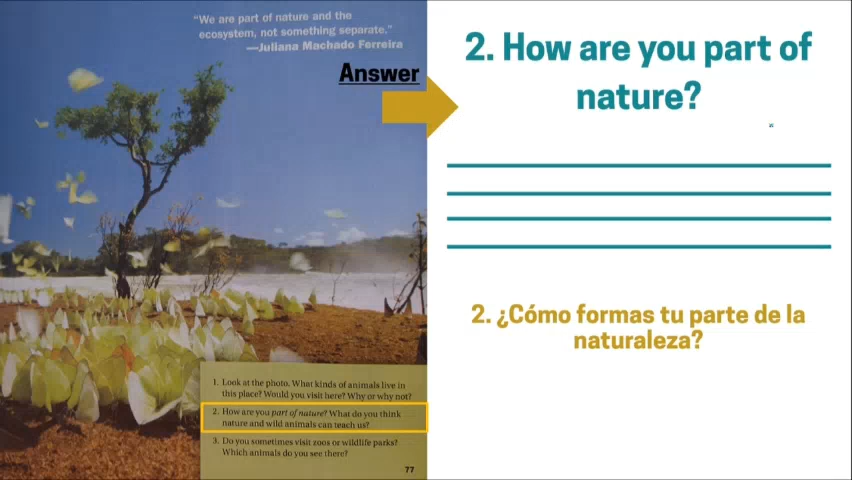 “We are part of nature and the
ecosystem, not something separate.”
—Juliana Machado Ferreira
Answer
1. Look at the photo. What kinds of animals live in
this place? Would you visit here? Why or why not?
2. How are you part of nature? What do you think
nature and wild animals can teach us?
3. Do you sometimes visit zoos or wildlife parks?
Which animals do you see there?
77
2. How are you part of
nature?
2. ¿Cómo formas tu parte de la
naturaleza?